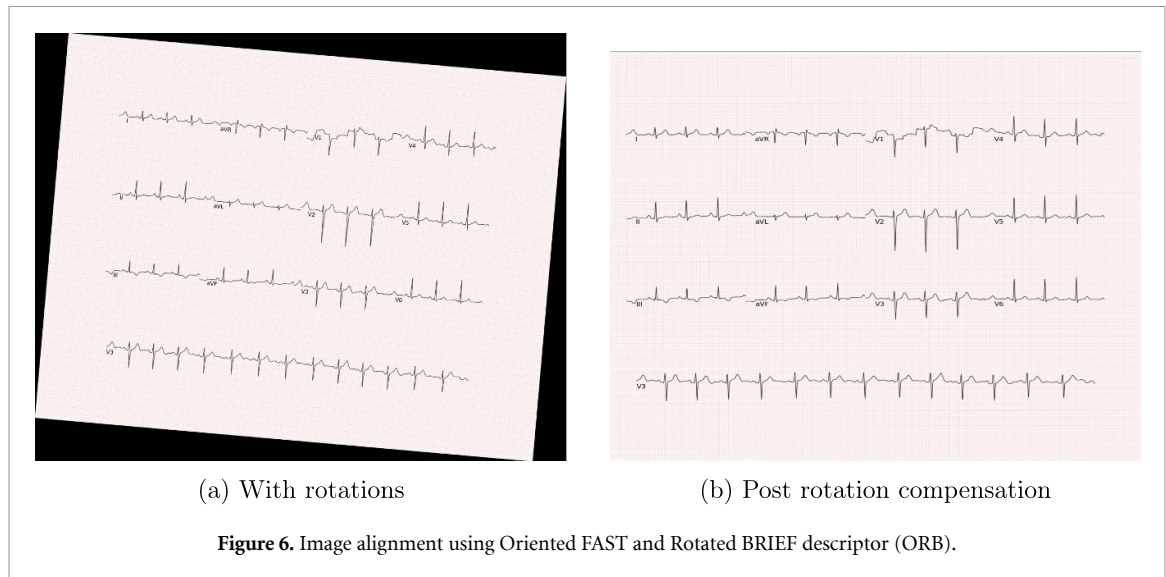 I aVR V1 V4
II aVL V2 V5
III aVF V3 V6
V3
I aVR V1 V4
II aVL V2 V5
III aVF V3 V6
V3
(a) With rotations
(b) Post rotation compensation
Figure 6. Image alignment using Oriented FAST and Rotated BRIEF descriptor (ORB).